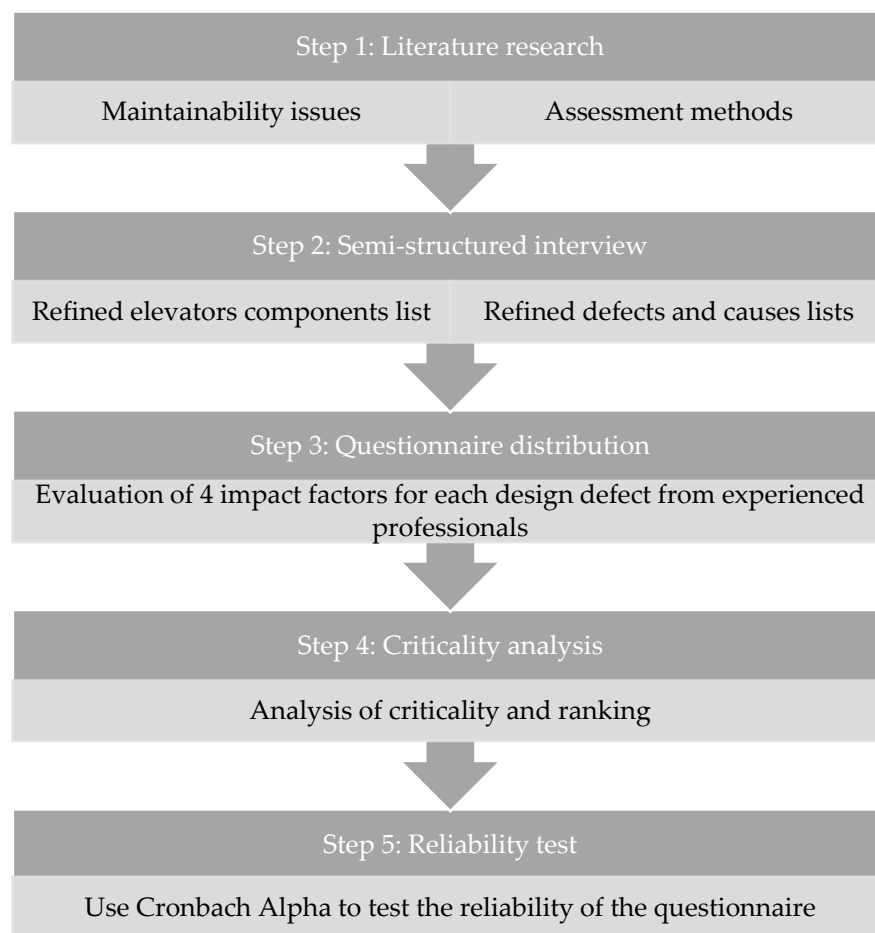 Step 1: Literature research
Maintainability issues
Assessment methods
Step 2: Semi-structured interview
Refined elevators components list
Refined defects and causes lists
Step 3: Questionnaire distribution
Evaluation of 4 impact factors for each design defect from experienced
professionals
Step 4: Criticality analysis
Analysis of criticality and ranking
Step 5: Reliability test
Use Cronbach Alpha to test the reliability of the questionnaire